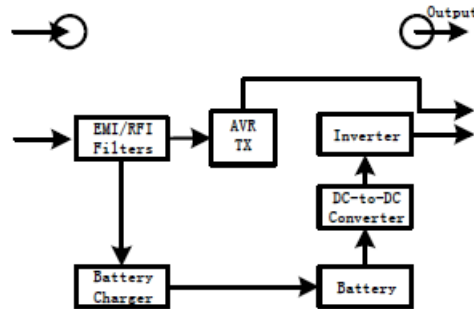 Output
EMI/RFI
Filters
AVR
TX
Inverter
DC-to-DC
Converter
Battery
Charger
Battery